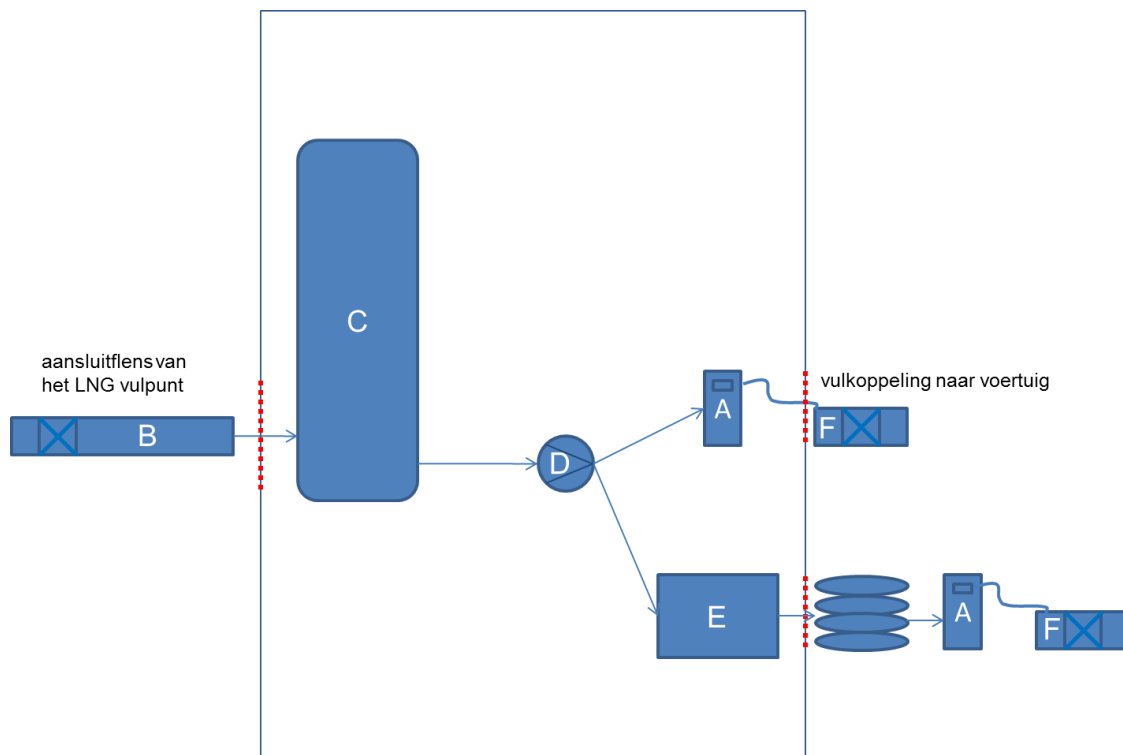 C
aansluitflens van
het LNG vulpunt
B
D
A
vulkoppeling naar voertuig
F
E
A
F